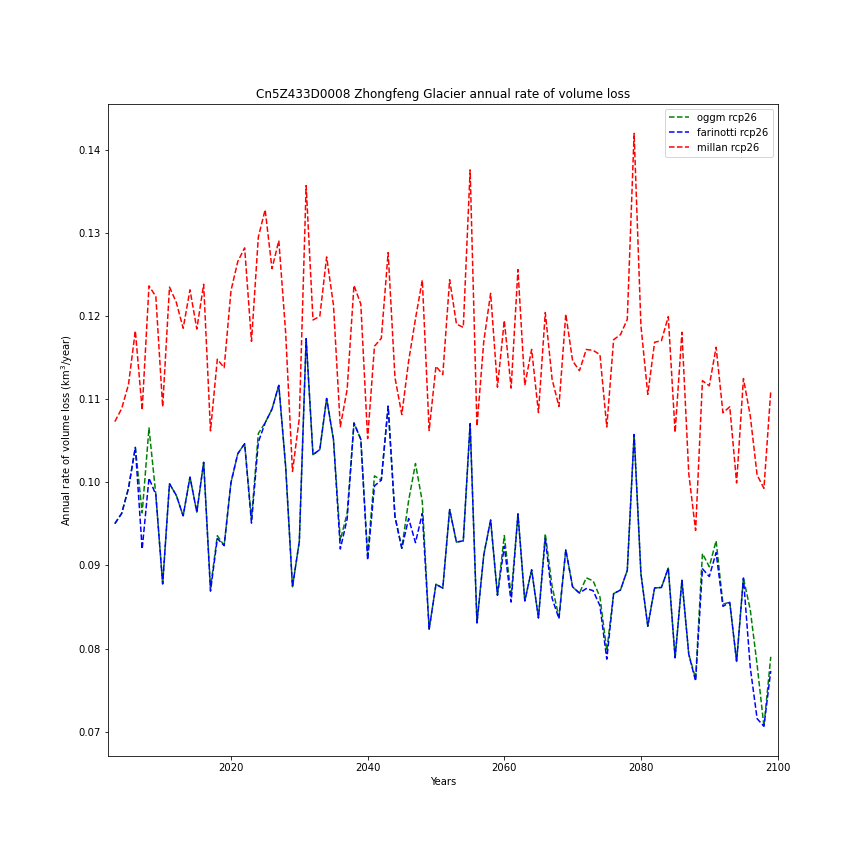 Cn5Z433D0008 Zhongfeng Glacier annual rate of volume loss
oggm rcp26
farinotti rcp26
millan rcp26
Annual rate of volume loss (km³/year)
0.14
0.13
0.12
0.11
0.10
0.09
0.08
0.07
2020 2040 2060 2080 2100
Years